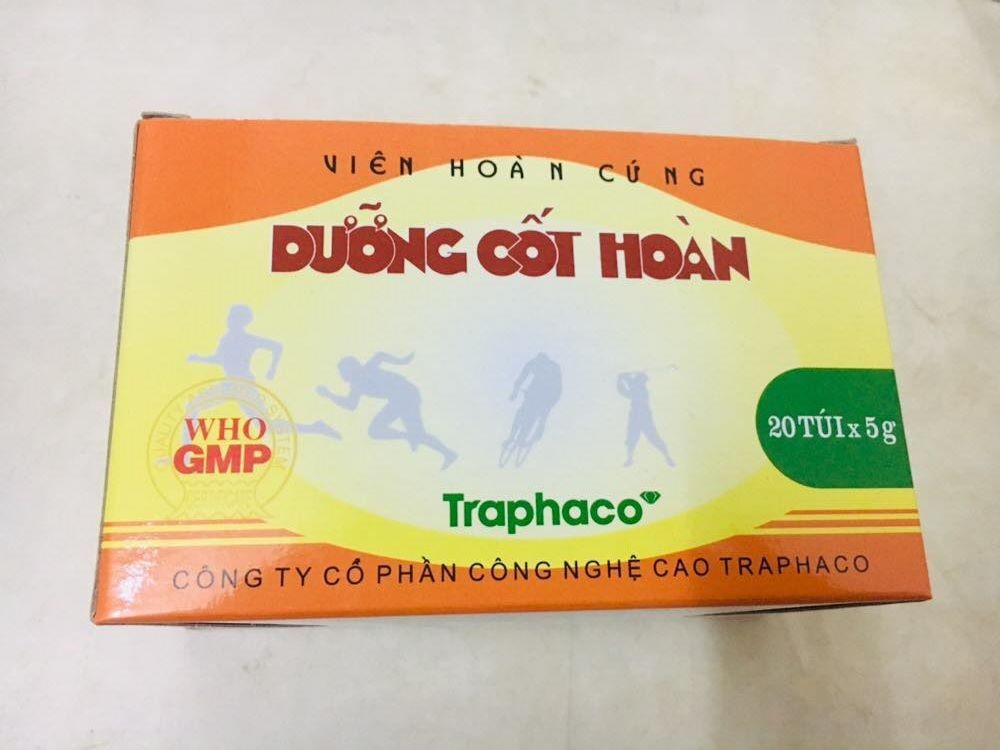 VIÊN HOÀN CỨNG
DƯỠNG CỐT HOÀN
WHO
GMP
20 TÚI x 5g
Traphaco
CÔNG TY CỔ PHẦN CÔNG NGHỆ CAO TRAPHACO